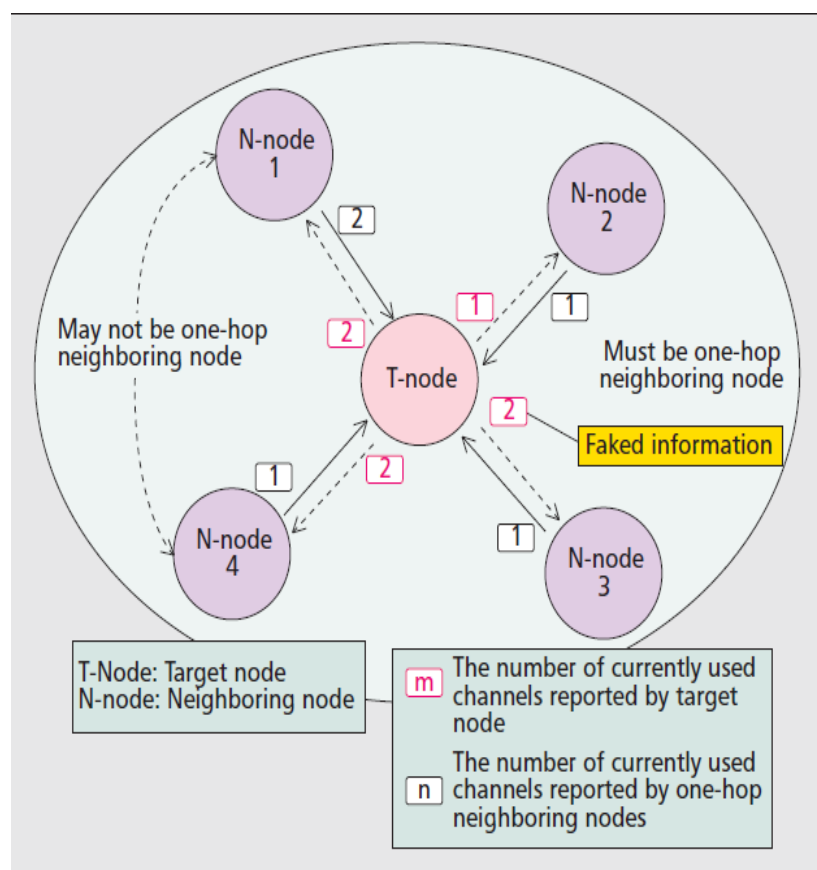 N-node
1
N-node
2
2
1
1
2
May not be one-hop
neighboring node
T-node
Must be one-hop
neighboring node
2
Faked information
2
1
1
N-node
4
N-node
3
T-Node: Target node
N-node: Neighboring node
m
The number of currently used
channels reported by target
node
n
The number of currently used
channels reported by one-hop
neighboring nodes